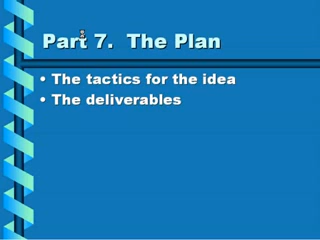 Part 7. The Plan
• The tactics for the idea
• The deliverables